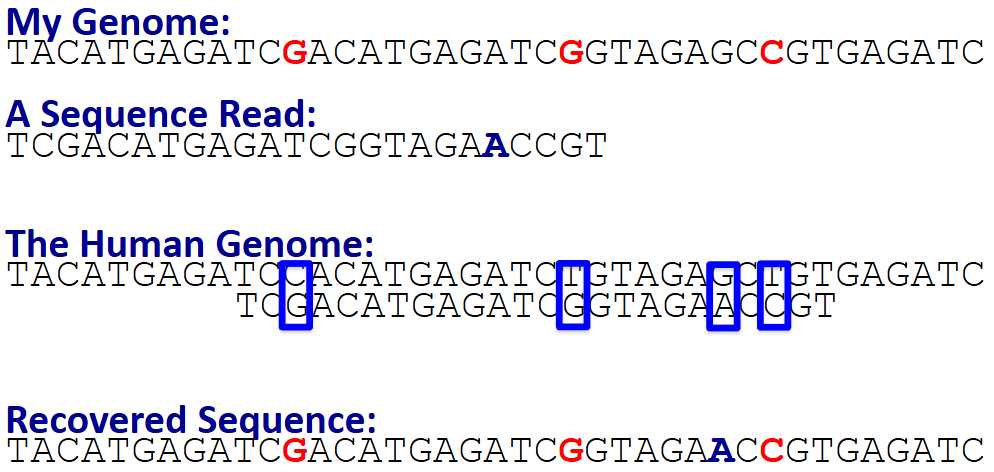 My Genome:
TACATGAGATCGACATGAGATCGGTAGAGCCGTGAGATC
A Sequence Read:
TCGACATGAGATCGGTAGAACCGT
The Human Genome:
TACATGAGATCCACATGAGATCTGTAGAGCTGTGAGATC
TCGACATGAGATCGGTAGAACCGT
Recovered Sequence:
TACATGAGATCGACATGAGATCGGTAGAACCGTGAGATC